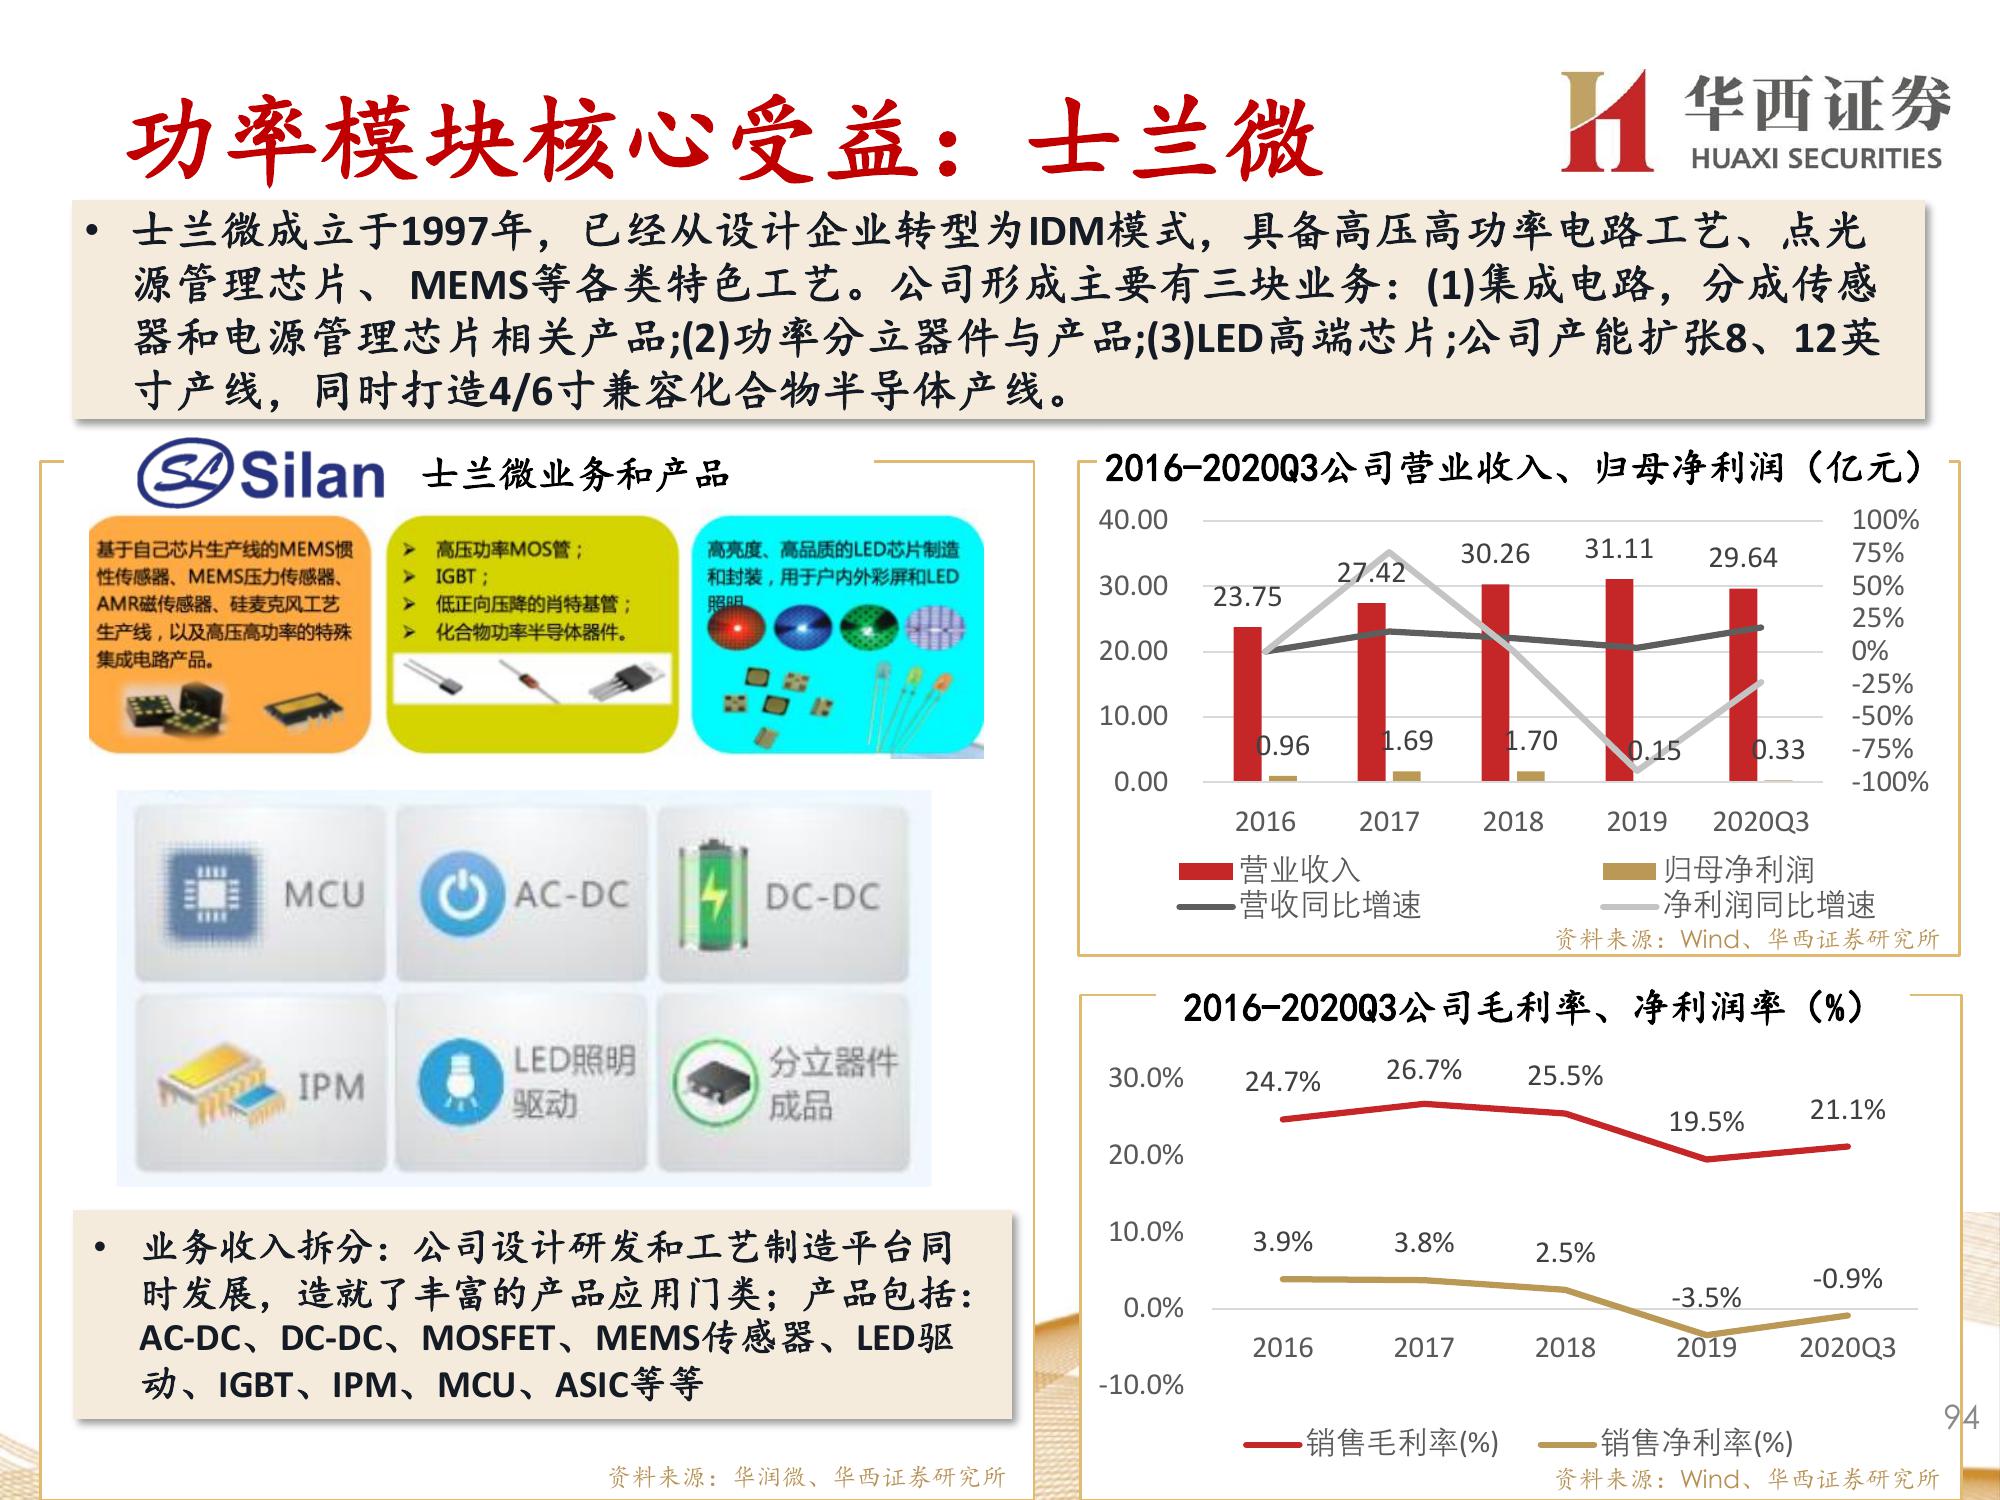 功率模块核心受益：士兰微
华西证券
HUAXI SECURITIES
• 士兰微成立于1997年，已经从设计企业转型为IDM模式，具备高压高功率电路工艺、点光
源管理芯片、 MEMS等各类特色工艺。公司形成主要有三块业务：(1)集成电路，分成传感
器和电源管理芯片相关产品;(2)功率分立器件与产品;(3)LED高端芯片;公司产能扩张8、12英
寸产线，同时打造4/6寸兼容化合物半导体产线。
SL Silan 士兰微业务和产品
基于自己芯片生产线的MEMS惯
性传感器、MEMS压力传感器、
AMR磁传感器、硅麦克风工艺
生产线，以及高压高功率的特殊
集成电路产品。
➢ 高压功率MOS管；
➢ IGBT；
➢ 低正向压降的肖特基管；
➢ 化合物功率半导体器件。
高亮度、高品质的LED芯片制造
和封装，用于户内外彩屏和LED
照明
MCU
AC-DC
DC-DC
IPM
LED照明
驱动
分立器件
成品
• 业务收入拆分：公司设计研发和工艺制造平台同
时发展，造就了丰富的产品应用门类；产品包括：
AC-DC、DC-DC、MOSFET、MEMS传感器、LED驱
动、IGBT、IPM、MCU、ASIC等等
资料来源：华润微、华西证券研究所
2016-2020Q3公司营业收入、归母净利润（亿元）
40.00
30.00
20.00
10.00
0.00
100%
75%
50%
25%
0%
-25%
-50%
-75%
-100%
23.75
27.42
30.26
31.11
29.64
0.96
1.69
1.70
0.15
0.33
2016 2017 2018 2019 2020Q3
营业收入 归母净利润
营收同比增速 净利润同比增速
资料来源：Wind、华西证券研究所
2016-2020Q3公司毛利率、净利润率（%）
30.0%
20.0%
10.0%
0.0%
-10.0%
24.7%
26.7%
25.5%
19.5%
21.1%
3.9%
3.8%
2.5%
-3.5%
-0.9%
2016 2017 2018 2019 2020Q3
销售毛利率(%) 销售净利率(%)
资料来源：Wind、华西证券研究所
94